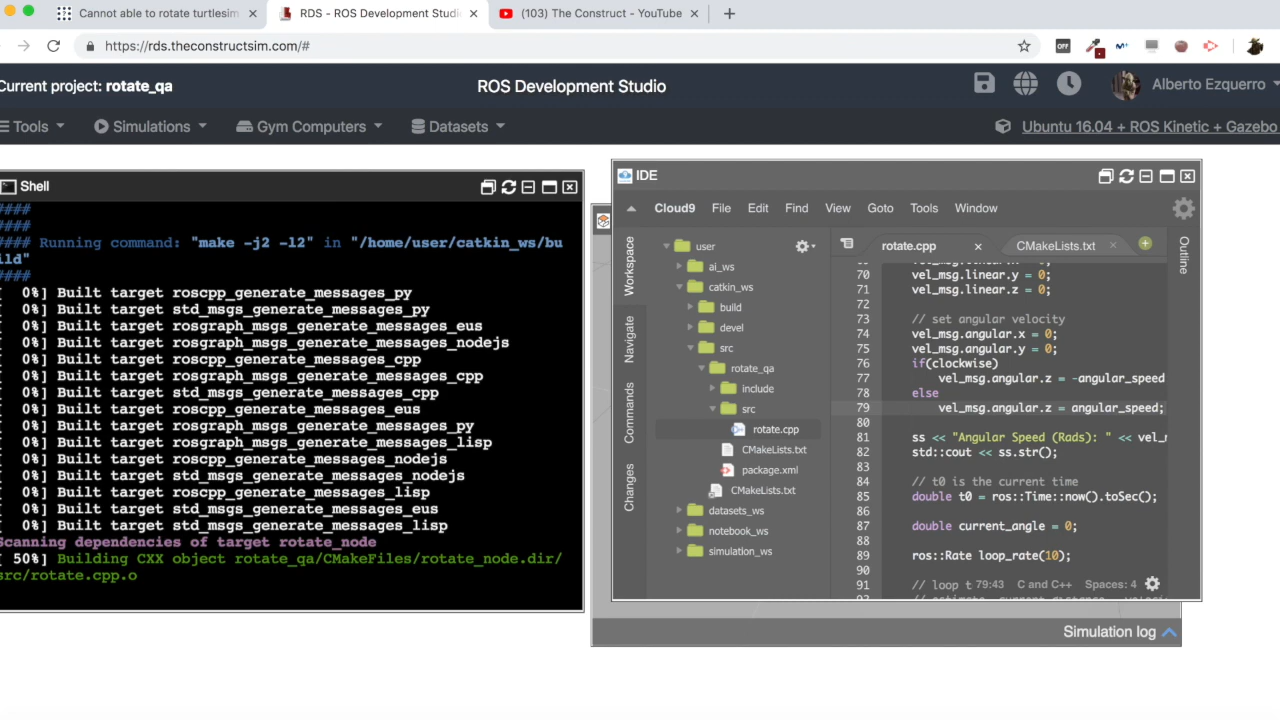 Cannot able to rotate turtlesim
RDS - ROS Development Studi
(103) The Construct - YouTube
https://rds.theconstructsim.com/#
OFF
Current project: rotate_qa
ROS Development Studio
Alberto Ezquerro
Tools
Simulations
Gym Computers
Datasets
Ubuntu 16.04 + ROS Kinetic + Gazebo
Shell
####
####
#### Running command: "make -j2 -l2" in "/home/user/catkin_ws/bu
ild"
####
[   0%] Built target roscpp_generate_messages_py
[   0%] Built target std_msgs_generate_messages_py
[   0%] Built target rosgraph_msgs_generate_messages_eus
[   0%] Built target rosgraph_msgs_generate_messages_nodejs
[   0%] Built target roscpp_generate_messages_cpp
[   0%] Built target rosgraph_msgs_generate_messages_cpp
[   0%] Built target std_msgs_generate_messages_cpp
[   0%] Built target roscpp_generate_messages_eus
[   0%] Built target rosgraph_msgs_generate_messages_py
[   0%] Built target rosgraph_msgs_generate_messages_lisp
[   0%] Built target roscpp_generate_messages_nodejs
[   0%] Built target std_msgs_generate_messages_nodejs
[   0%] Built target roscpp_generate_messages_lisp
[   0%] Built target std_msgs_generate_messages_eus
[   0%] Built target std_msgs_generate_messages_lisp
Scanning dependencies of target rotate_node
[ 50%] Building CXX object rotate_qa/CMakeFiles/rotate_node.dir/
src/rotate.cpp.o
IDE
Cloud9 File Edit Find View Goto Tools Window
Workspace
Navigate
Commands
Changes
user
ai_ws
catkin_ws
build
devel
src
rotate_qa
include
src
rotate.cpp
CMakeLists.txt
package.xml
CMakeLists.txt
datasets_ws
notebook_ws
simulation_ws
rotate.cpp
CMakeLists.txt
Outline
70 vel_msg.linear.y = 0;
71 vel_msg.linear.z = 0;
72
73 // set angular velocity
74 vel_msg.angular.x = 0;
75 vel_msg.angular.y = 0;
76 if(clockwise)
77 vel_msg.angular.z = -angular_speed
78 else
79 vel_msg.angular.z = angular_speed;
80
81 ss << "Angular Speed (Rads): " << vel_
82 std::cout << ss.str();
83
84 // t0 is the current time
85 double t0 = ros::Time::now().toSec();
86
87 double current_angle = 0;
88
89 ros::Rate loop_rate(10);
90
91 // loop t
79:43 C and C++ Spaces: 4
Simulation log